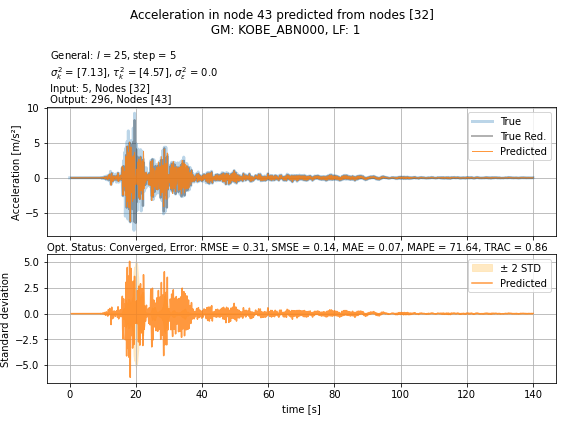 Acceleration in node 43 predicted from nodes [32]
GM: KOBE_ABN000, LF: 1
General: l = 25, step = 5
σ²ₖ = [7.13], τ²ₖ = [4.57], σ²ε = 0.0
Input: 5, Nodes [32]
Output: 296, Nodes [43]
Acceleration [m/s²]
10
5
0
−5
True
True Red.
Predicted
Opt. Status: Converged, Error: RMSE = 0.31, SMSE = 0.14, MAE = 0.07, MAPE = 71.64, TRAC = 0.86
Standard deviation
5.0
2.5
0.0
−2.5
−5.0
± 2 STD
Predicted
0 20 40 60 80 100 120 140
time [s]